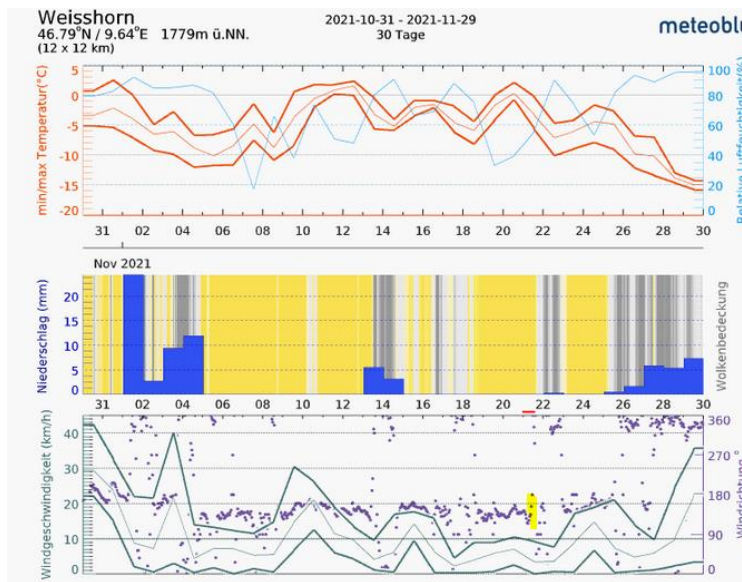 Weisshorn
46.79°N / 9.64°E   1779m ü.NN.
(12 x 12 km)
2021-10-31 - 2021-11-29
30 Tage
meteoblu
min/max Temperatur(°C)
5
0
-5
-10
-15
-20
Relative Luftfeuchtigkeit(%)
100
80
60
40
20
0
31 02 04 06 08 10 12 14 16 18 20 22 24 26 28 30
Nov 2021
Niederschlag (mm)
20
15
10
5
0
Wolkenbedeckung
31 02 04 06 08 10 12 14 16 18 20 22 24 26 28 30
Windgeschwindigkeit (km/h)
40
30
20
10
0
Windrichtung °
360
270
180
90
0